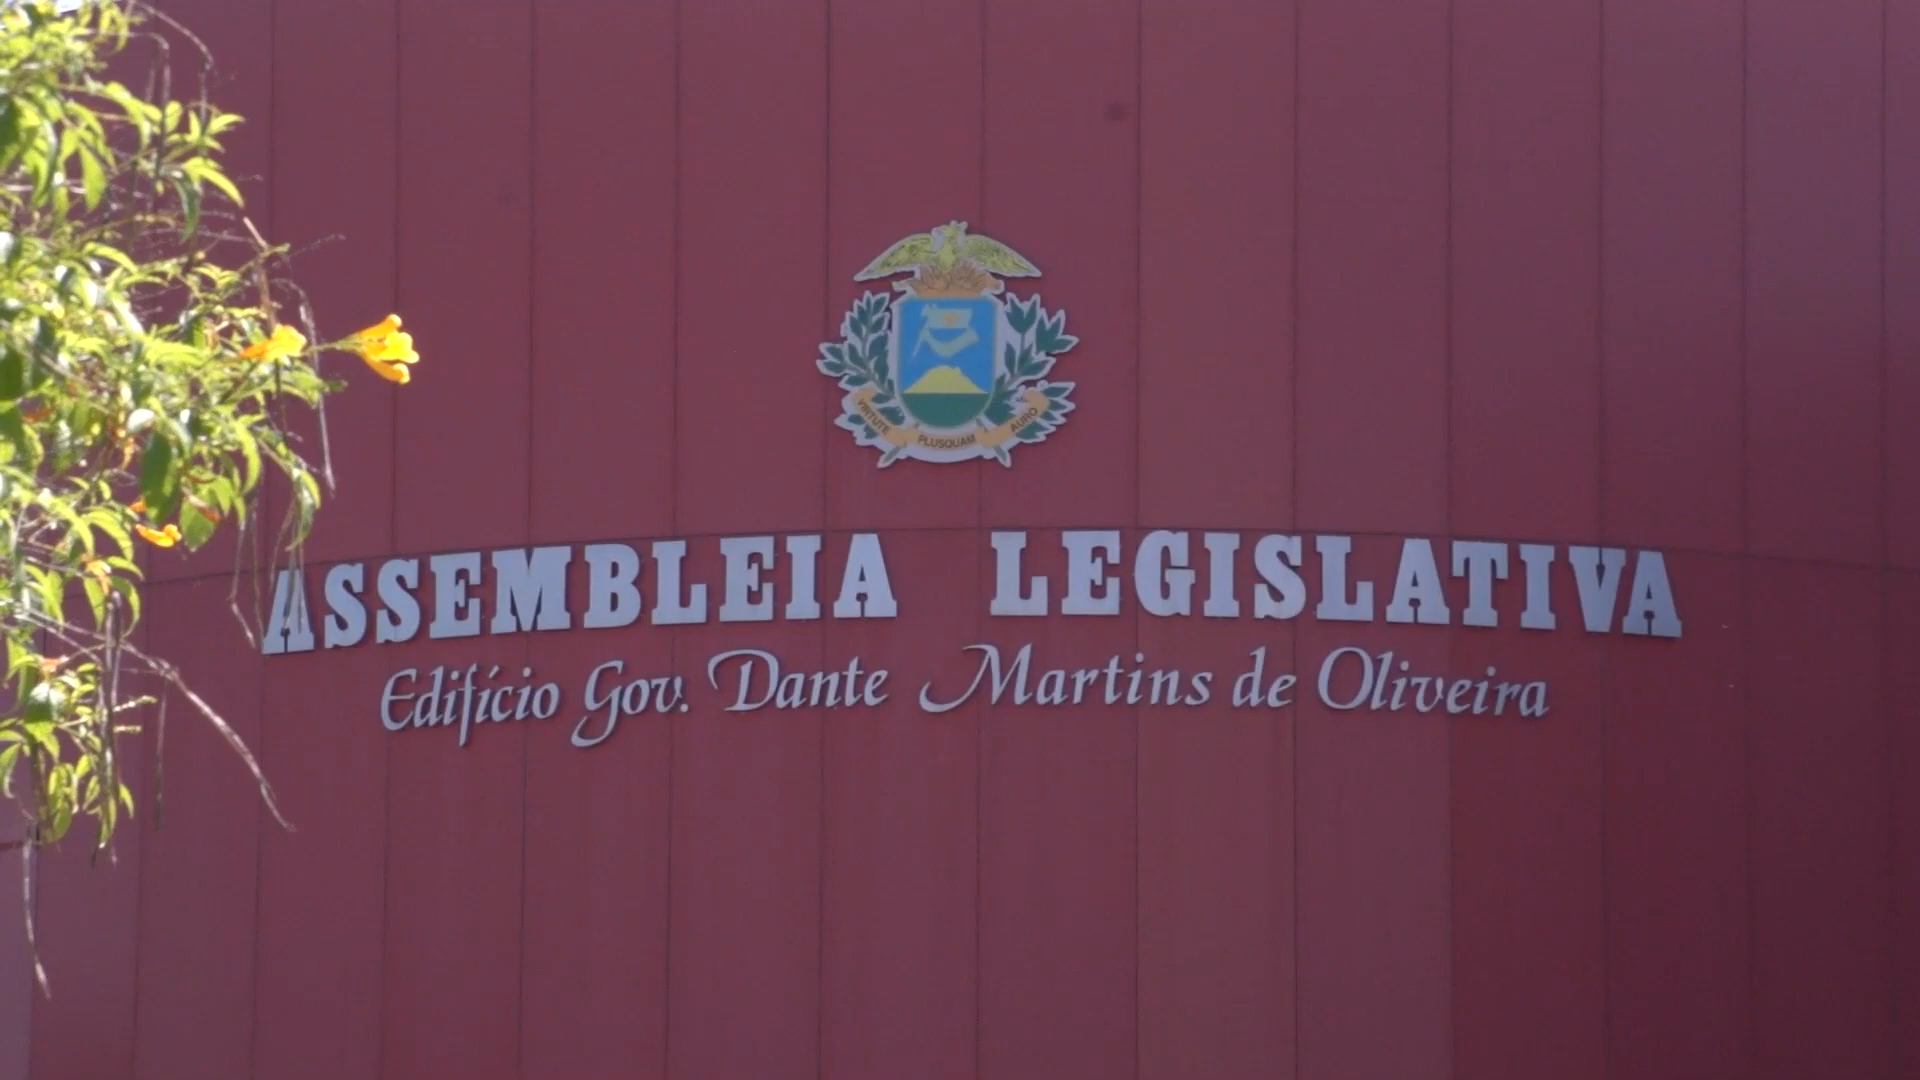 VIRTUTE PLUSQUAM AURO
ASSEMBLEIA LEGISLATIVA
Edifício Gov. Dante Martins de Oliveira